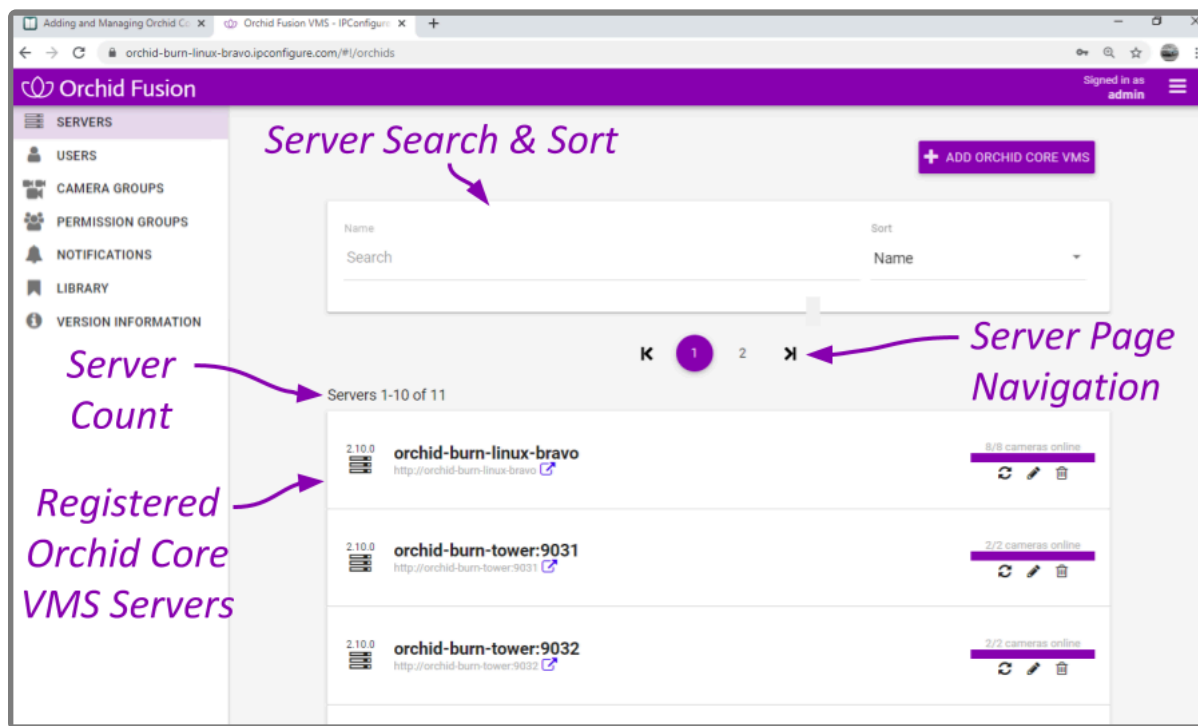 Adding and Managing Orchid Co
Orchid Fusion VMS - IPConfigure
orchid-burn-linux-bravo.ipconfigure.com/#!/orchids
Orchid Fusion
Signed in as
admin
SERVERS
USERS
CAMERA GROUPS
PERMISSION GROUPS
NOTIFICATIONS
LIBRARY
VERSION INFORMATION
Server Search & Sort
+ ADD ORCHID CORE VMS
Name
Search
Sort
Name
1
2
Server Page
Navigation
Server
Count
Servers 1-10 of 11
Registered
Orchid Core
VMS Servers
2.10.0
orchid-burn-linux-bravo
http://orchid-burn-linux-bravo
8/8 cameras online
2.10.0
orchid-burn-tower:9031
http://orchid-burn-tower:9031
2/2 cameras online
2.10.0
orchid-burn-tower:9032
http://orchid-burn-tower:9032
2/2 cameras online